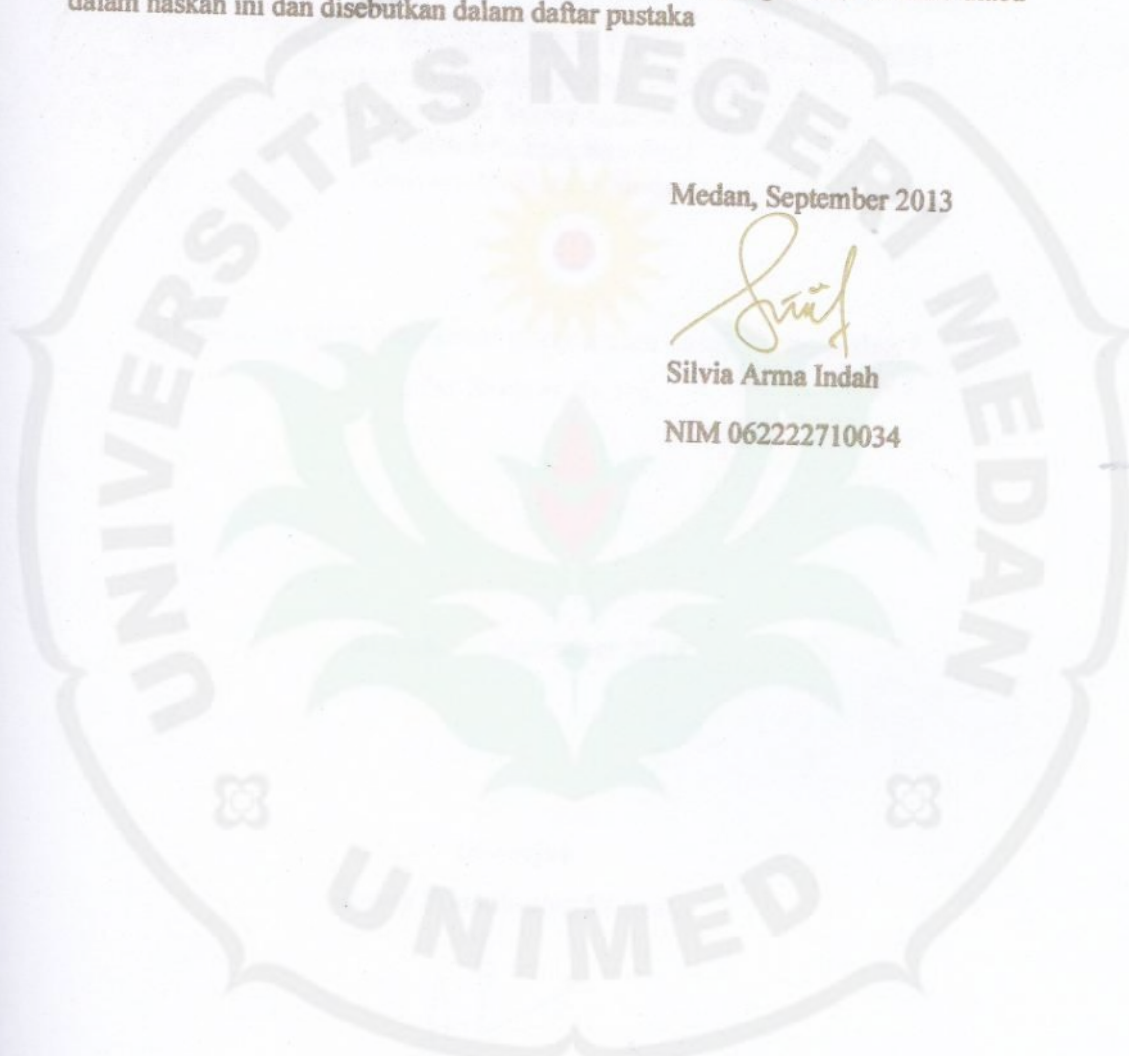 dalam naskah ini dan disebutkan dalam daftar pustaka
UNIVERSITAS NEGERI MEDAN
Medan, September 2013
Silvia Arma Indah
NIM 062222710034
UNIMED